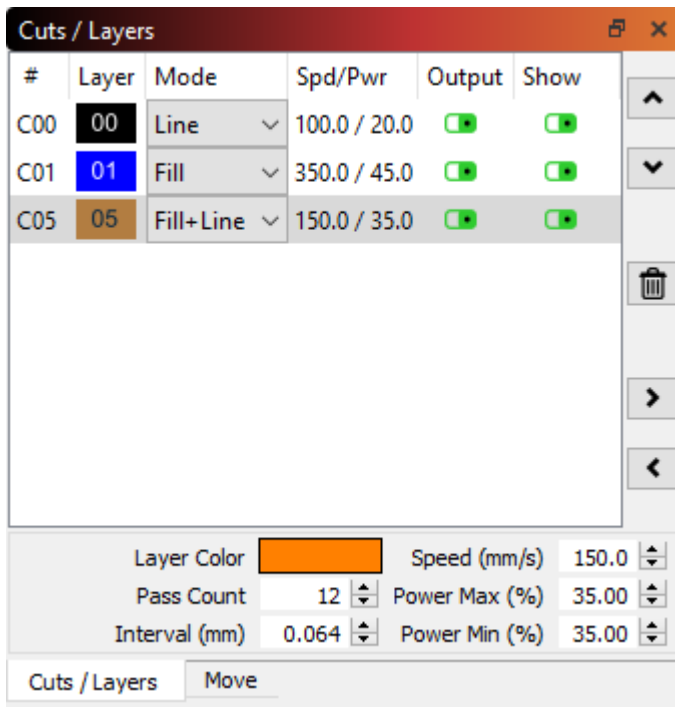 Cuts / Layers
# Layer Mode Spd/Pwr Output Show
C00 00 Line 100.0 / 20.0
C01 01 Fill 350.0 / 45.0
C05 05 Fill+Line 150.0 / 35.0
Layer Color Speed (mm/s) 150.0
Pass Count 12 Power Max (%) 35.00
Interval (mm) 0.064 Power Min (%) 35.00
Cuts / Layers Move